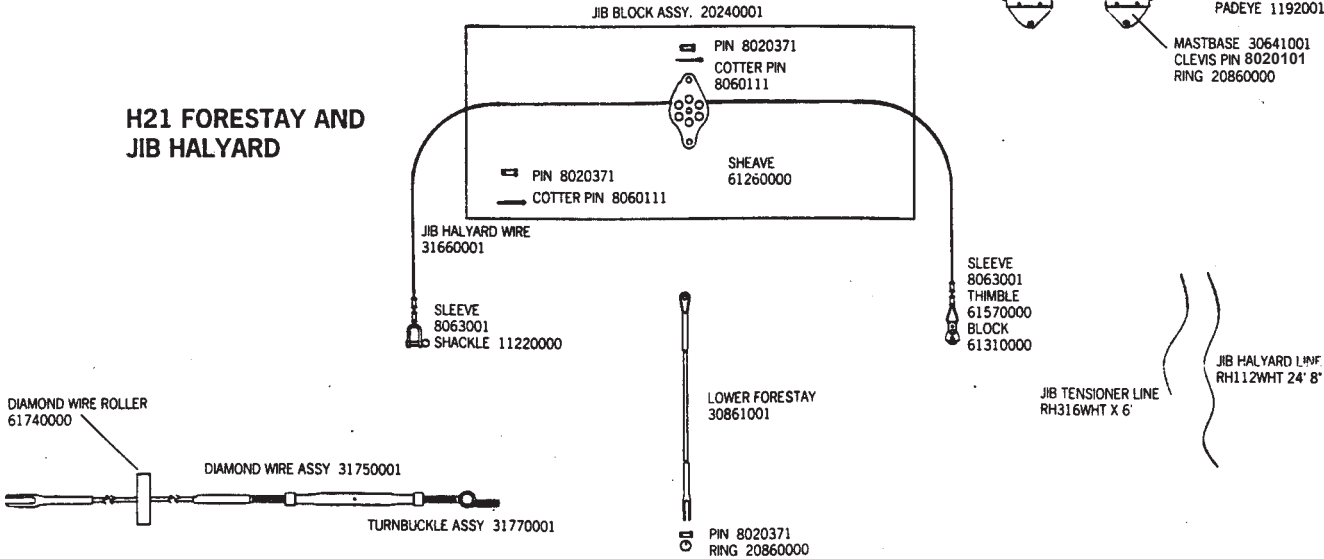 JIB BLOCK ASSY. 20240001
PADEYE 1192001
MASTBASE 30641001
CLEVIS PIN 8020101
RING 20860000
H21 FORESTAY AND
JIB HALYARD
PIN 8020371
COTTER PIN
8060111
SHEAVE
61260000
PIN 8020371
COTTER PIN 8060111
JIB HALYARD WIRE
31660001
SLEEVE
8063001
SHACKLE 11220000
SLEEVE
8063001
THIMBLE
61570000
BLOCK
61310000
LOWER FORESTAY
30861001
JIB TENSIONER LINE
RH316WHT X 6'
JIB HALYARD LINE
RH112WHT 24' 8"
DIAMOND WIRE ROLLER
61740000
DIAMOND WIRE ASSY 31750001
TURNBUCKLE ASSY 31770001
PIN 8020371
RING 20860000